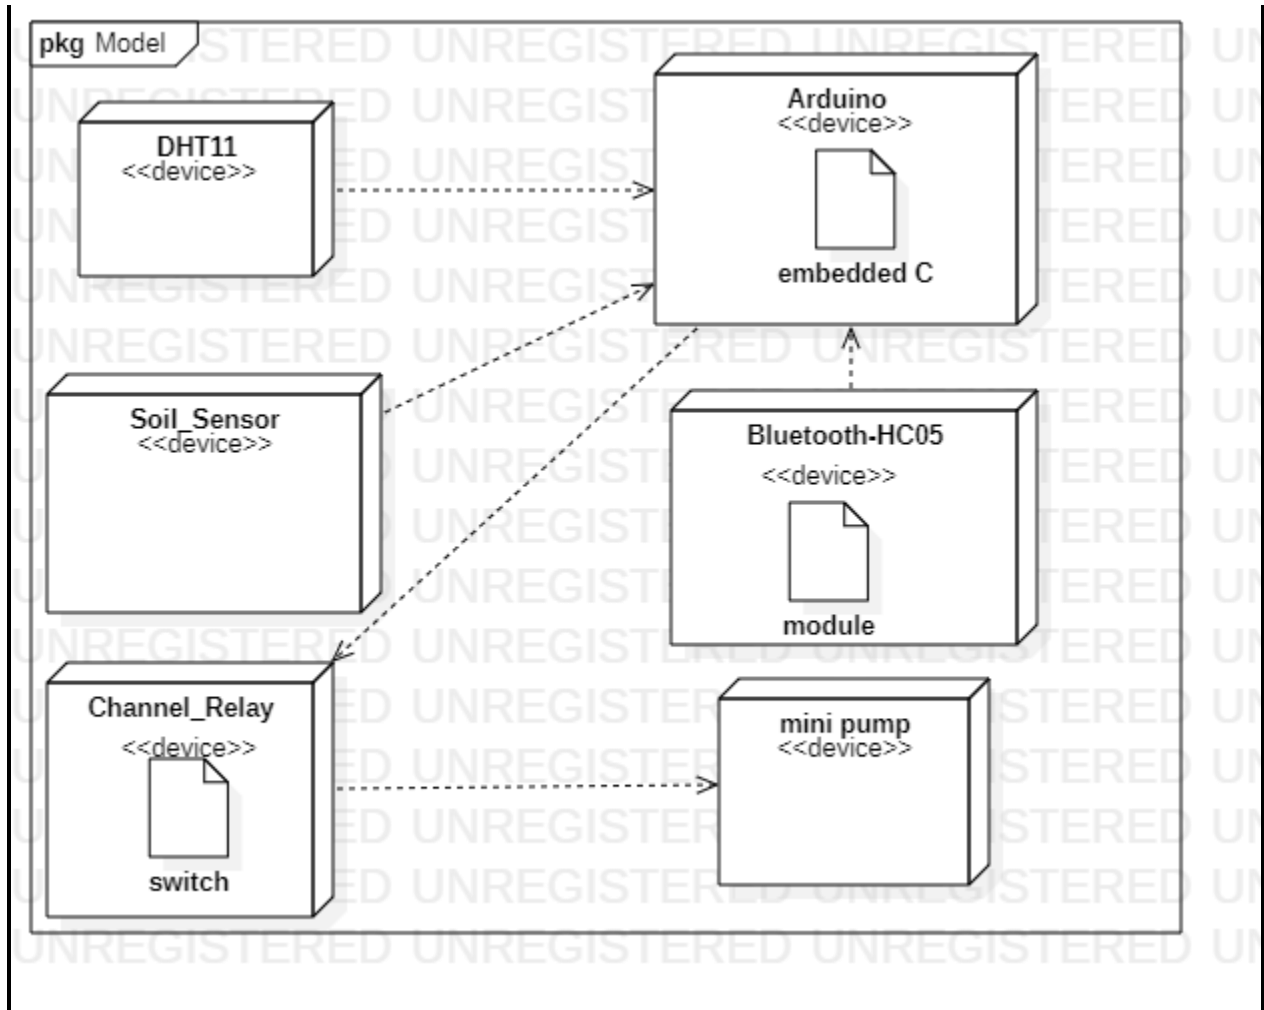 pkg Model
DHT11
<<device>>
Arduino
<<device>>
embedded C
Soil_Sensor
<<device>>
Bluetooth-HC05
<<device>>
module
Channel_Relay
<<device>>
switch
mini pump
<<device>>
UNREGISTERED